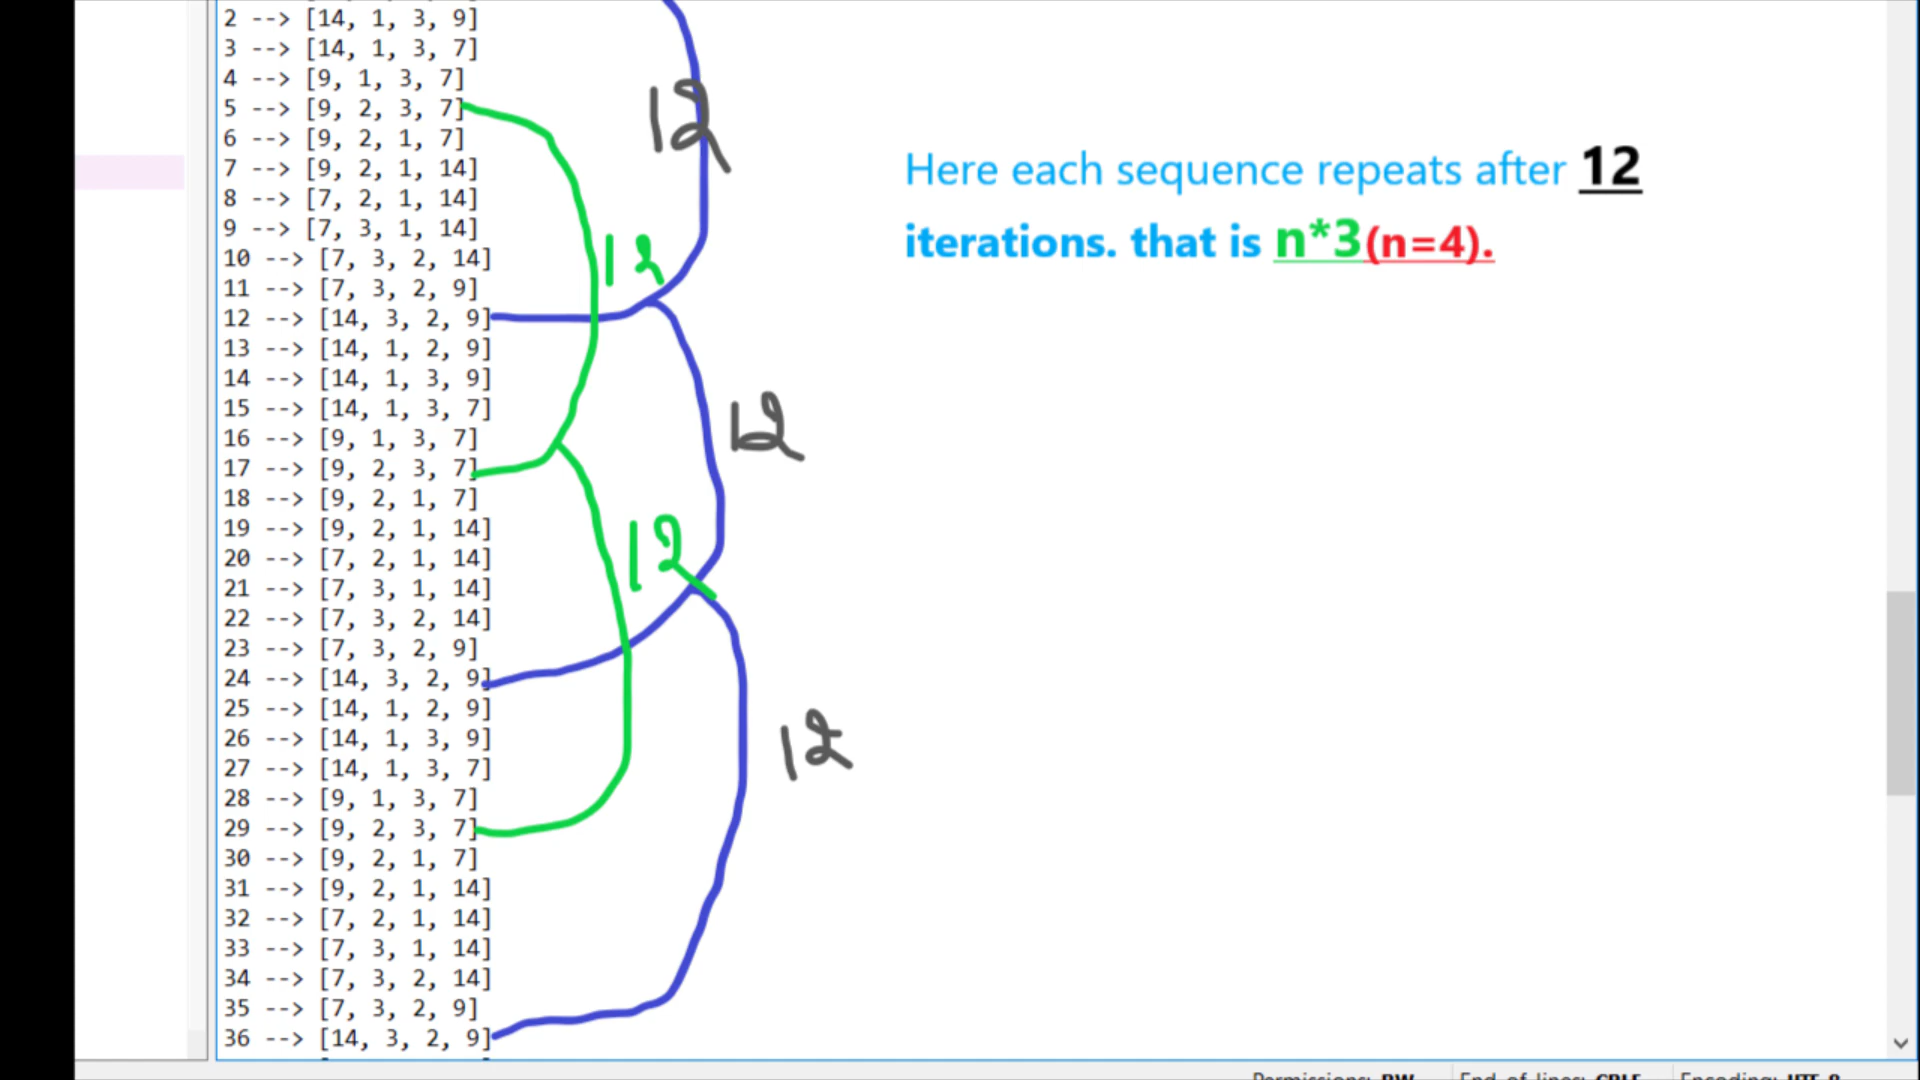 2 --> [14, 1, 3, 9]
3 --> [14, 1, 3, 7]
4 --> [9, 1, 3, 7]
5 --> [9, 2, 3, 7]
6 --> [9, 2, 1, 7]
7 --> [9, 2, 1, 14]
8 --> [7, 2, 1, 14]
9 --> [7, 3, 1, 14]
10 --> [7, 3, 2, 14]
11 --> [7, 3, 2, 9]
12 --> [14, 3, 2, 9]
13 --> [14, 1, 2, 9]
14 --> [14, 1, 3, 9]
15 --> [14, 1, 3, 7]
16 --> [9, 1, 3, 7]
17 --> [9, 2, 3, 7]
18 --> [9, 2, 1, 7]
19 --> [9, 2, 1, 14]
20 --> [7, 2, 1, 14]
21 --> [7, 3, 1, 14]
22 --> [7, 3, 2, 14]
23 --> [7, 3, 2, 9]
24 --> [14, 3, 2, 9]
25 --> [14, 1, 2, 9]
26 --> [14, 1, 3, 9]
27 --> [14, 1, 3, 7]
28 --> [9, 1, 3, 7]
29 --> [9, 2, 3, 7]
30 --> [9, 2, 1, 7]
31 --> [9, 2, 1, 14]
32 --> [7, 2, 1, 14]
33 --> [7, 3, 1, 14]
34 --> [7, 3, 2, 14]
35 --> [7, 3, 2, 9]
36 --> [14, 3, 2, 9]
12
12
12
12
12
Here each sequence repeats after 12
iterations. that is n*3(n=4).
Permissions: RW End-of-lines: CRLF Encoding: UTF-8